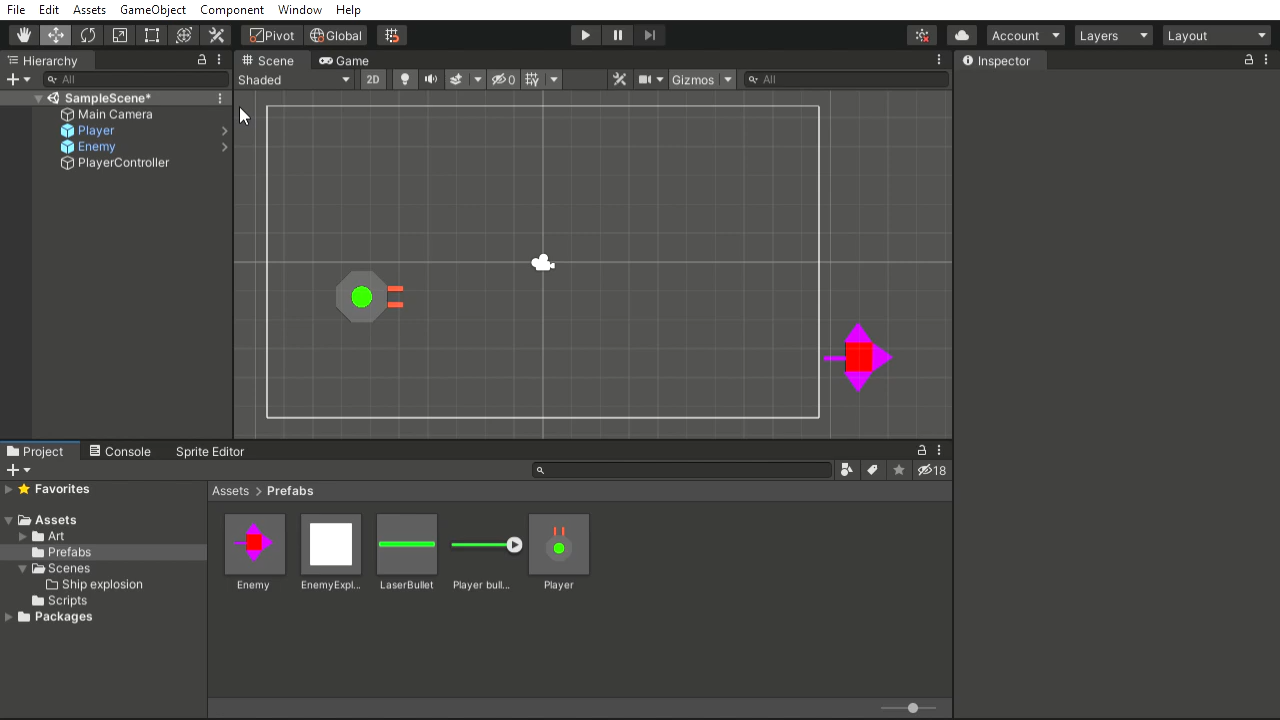 File Edit Assets GameObject Component Window Help
Pivot Global Account Layers Layout
Hierarchy Scene Game Inspector
All Shaded 2D 0 Gizmos All
SampleScene*
Main Camera
Player
Enemy
PlayerController
Project Console Sprite Editor
18
Favorites Assets > Prefabs
Assets
Art
Prefabs
Scenes
Ship explosion
Scripts
Packages
Enemy EnemyExpl... LaserBullet Player bull... Player